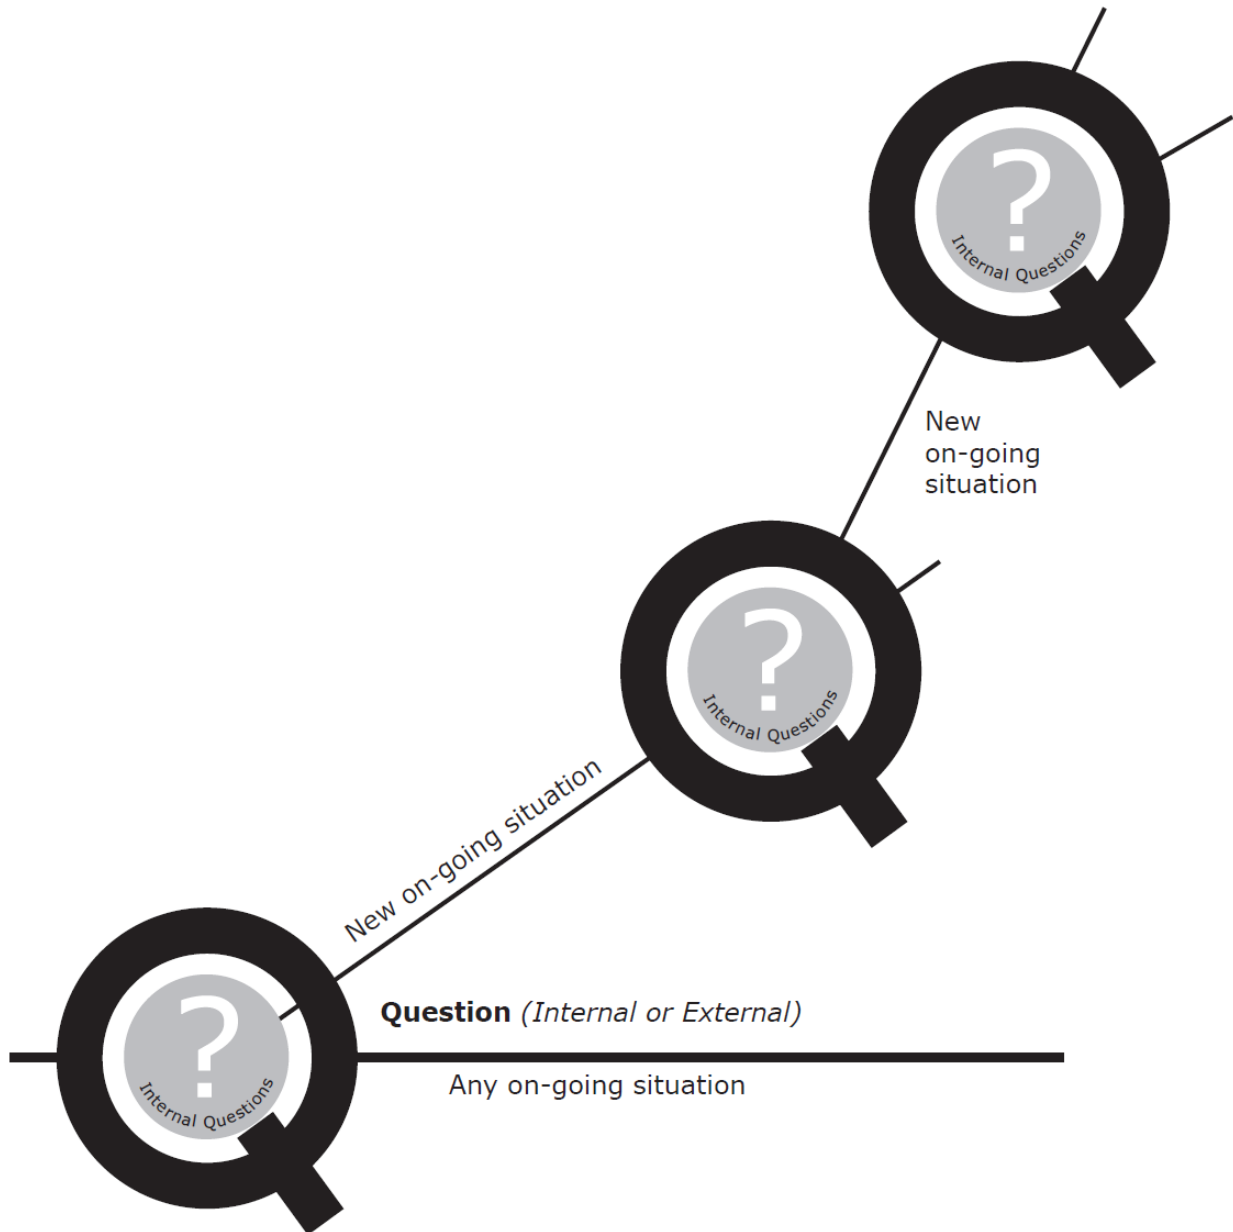 ?
Internal Questions
New
on-going
situation
?
Internal Questions
New on-going situation
Question (Internal or External)
?
Internal Questions
Any on-going situation